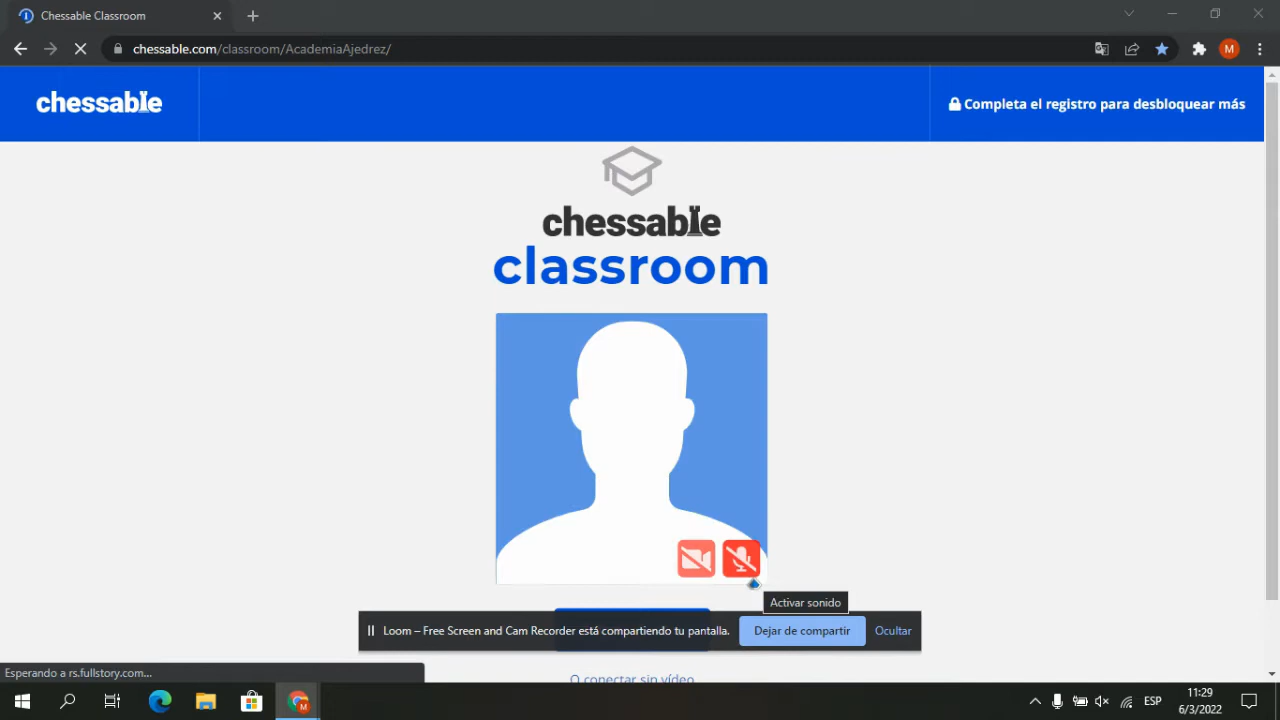 Chessable Classroom
chessable.com/classroom/AcademiaAjedrez/
M
chessable
Completa el registro para desbloquear más
chessable
classroom
Activar sonido
Loom – Free Screen and Cam Recorder está compartiendo tu pantalla.
Dejar de compartir
Ocultar
Esperando a rs.fullstory.com...
O conectar sin vídeo
M
ESP
11:29
6/3/2022